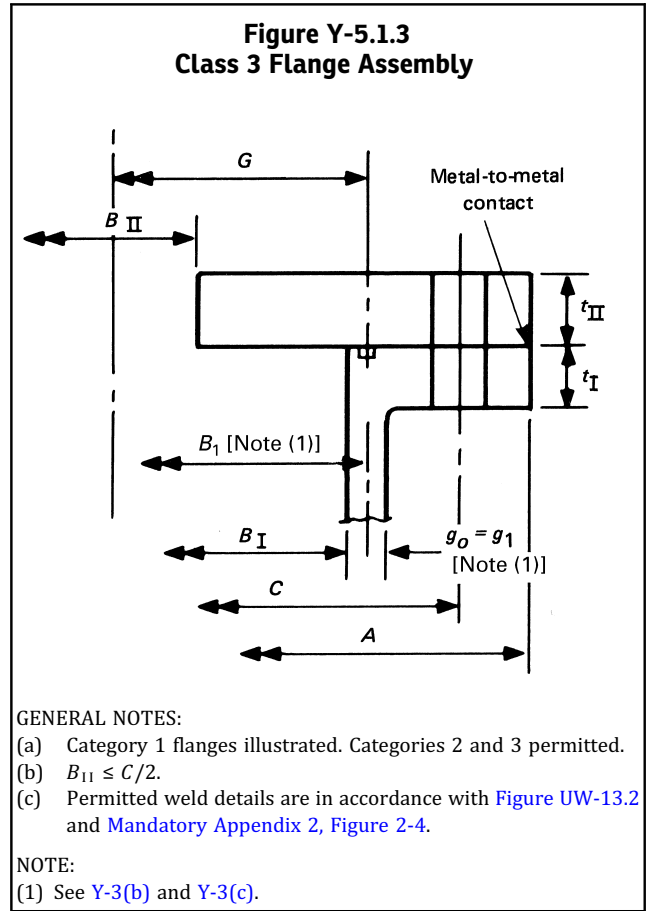 Figure Y-5.1.3
Class 3 Flange Assembly
G
Metal-to-metal
contact
B II
t II
t I
B1 [Note (1)]
B I
go = g1
[Note (1)]
C
A
GENERAL NOTES:
(a) Category 1 flanges illustrated. Categories 2 and 3 permitted.
(b) BII ≤ C/2.
(c) Permitted weld details are in accordance with Figure UW-13.2
and Mandatory Appendix 2, Figure 2-4.
NOTE:
(1) See Y-3(b) and Y-3(c).